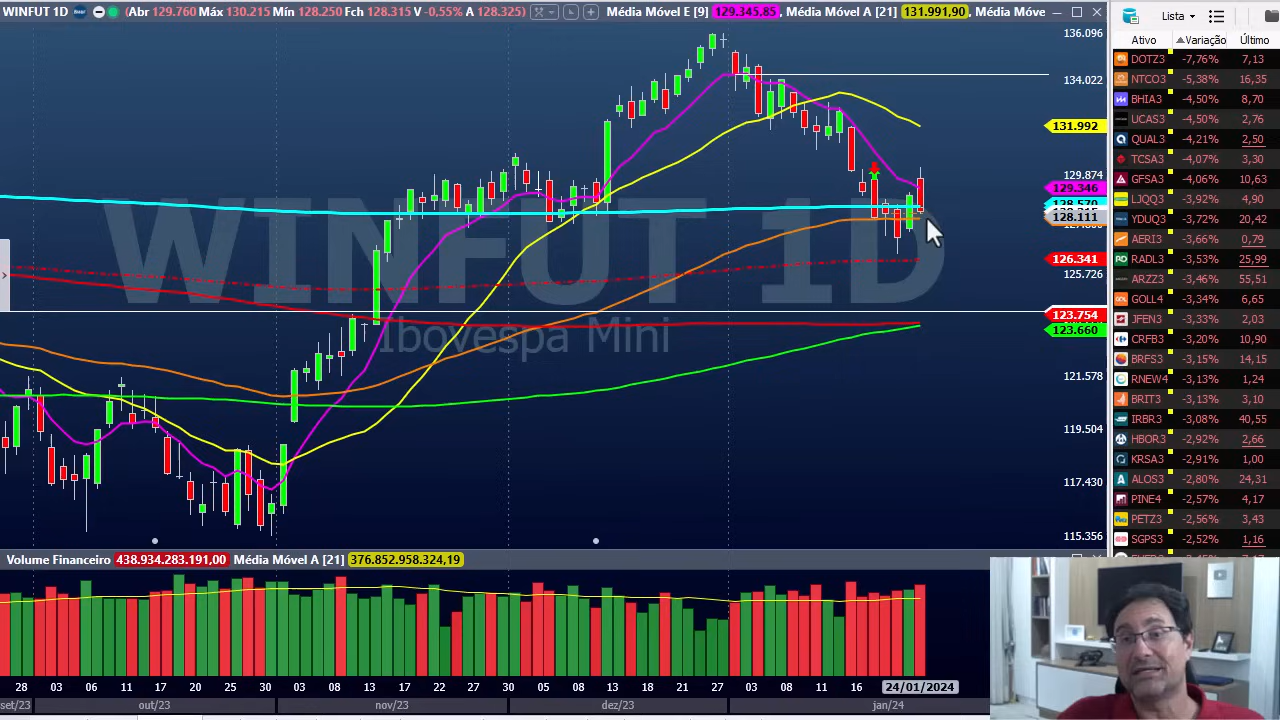 WINFUT 1D (Abr 129.760 Máx 130.215 Mín 128.250 Fch 128.315 V -0,55% A 128.325) Média Móvel E [9] 129.345,85, Média Móvel A [21] 131.991,90, Média Móve
Lista
Ativo Variação Último
DOTZ3 -7,76% 7,13
NTCO3 -5,38% 16,35
BHIA3 -4,50% 8,70
UCAS3 -4,50% 2,76
QUAL3 -4,21% 2,50
TCSA3 -4,07% 3,30
GFSA3 -4,06% 10,63
LJQQ3 -3,92% 4,90
YDUQ3 -3,72% 20,42
AERI3 -3,66% 0,79
RADL3 -3,53% 25,99
ARZZ3 -3,46% 55,51
GOLL4 -3,34% 6,65
JFEN3 -3,33% 2,03
CRFB3 -3,20% 10,90
BRFS3 -3,15% 14,15
RNEW4 -3,13% 1,24
BRIT3 -3,13% 3,10
IRBR3 -3,08% 40,55
HBOR3 -2,92% 2,66
KRSA3 -2,91% 1,00
ALOS3 -2,80% 24,31
PINE4 -2,57% 4,17
PETZ3 -2,56% 3,43
SGPS3 -2,52% 1,16
136.096
134.022
131.992
129.874
129.346
128.570
128.111
126.341
125.726
123.754
123.660
121.578
119.504
117.430
115.356
WINFUT 1D
Ibovespa Mini
Volume Financeiro 438.934.283.191,00 Média Móvel A [21] 376.852.958.324,19
28 03 06 11 17 20 25 30 03 08 13 17 22 27 30 05 08 13 18 21 27 03 08 11 16 24/01/2024
set/23 out/23 nov/23 dez/23 jan/24